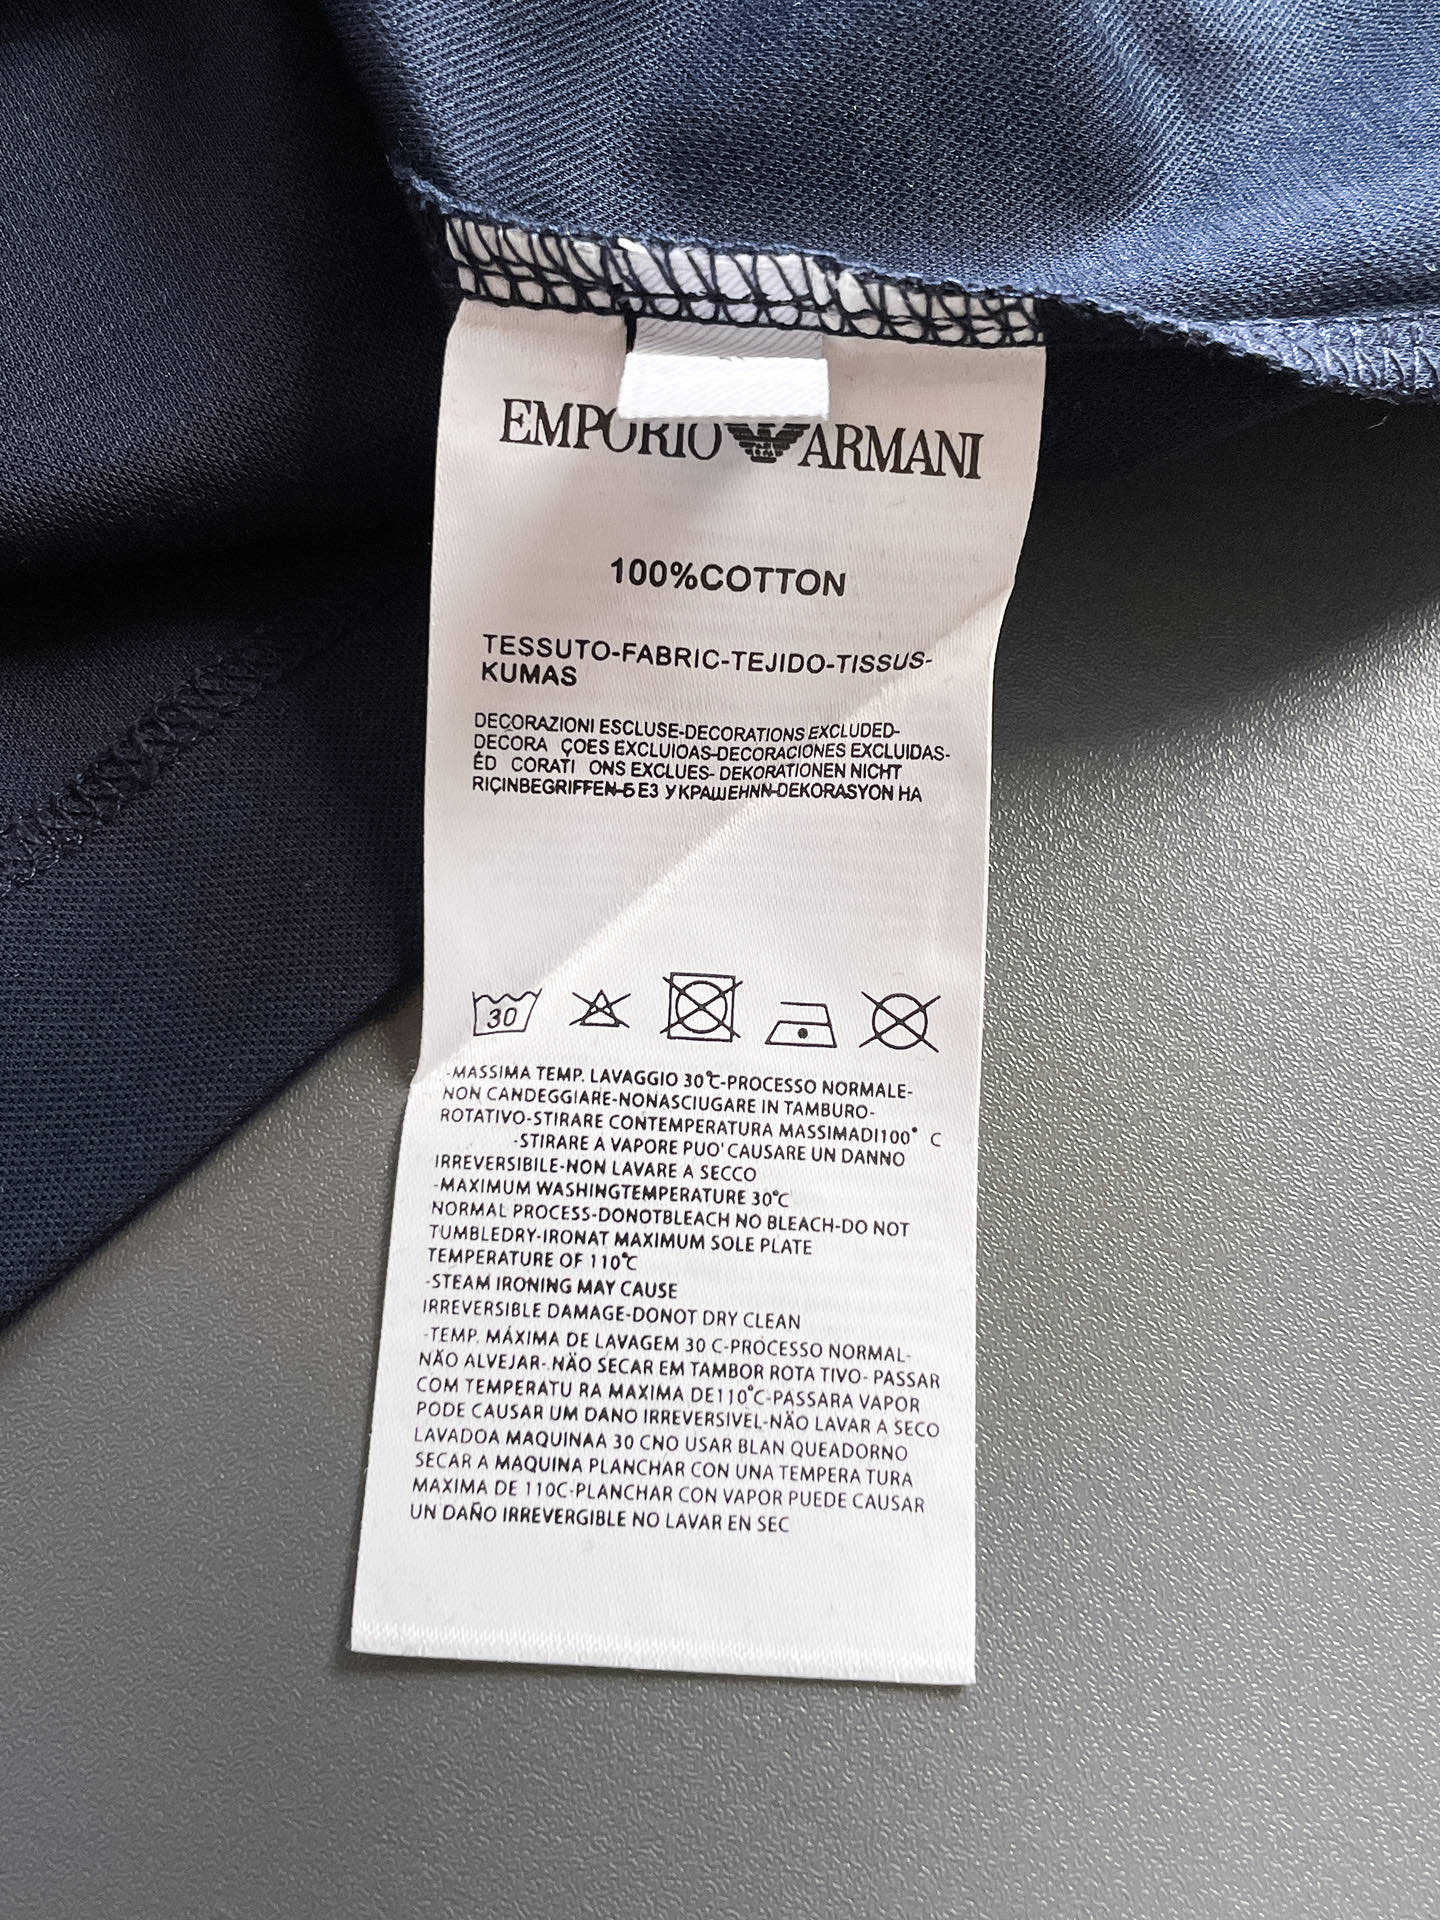 EMPORIO ARMANI
100%COTTON
TESSUTO-FABRIC-TEJIDO-TISSUS-
KUMAS
DECORAZIONI ESCLUSE-DECORATIONS EXCLUDED-
DECORA ÇOES EXCLUIOAS-DECORACIONES EXCLUIDAS-
ÉD CORATI ONS EXCLUES- DEKORATIONEN NICHT
RIÇINBEGRIFFEN-Б ЕЗ УКРАШЕННN-DEKORASYON HA
30
-MASSIMA TEMP. LAVAGGIO 30℃-PROCESSO NORMALE-
NON CANDEGGIARE-NONASCIUGARE IN TAMBURO-
ROTATIVO-STIRARE CONTEMPERATURA MASSIMADI100° C
-STIRARE A VAPORE PUO' CAUSARE UN DANNO
IRREVERSIBILE-NON LAVARE A SECCO
-MAXIMUM WASHINGTEMPERATURE 30℃
NORMAL PROCESS-DONOTBLEACH NO BLEACH-DO NOT
TUMBLEDRY-IRONAT MAXIMUM SOLE PLATE
TEMPERATURE OF 110℃
-STEAM IRONING MAY CAUSE
IRREVERSIBLE DAMAGE-DONOT DRY CLEAN
-TEMP. MÁXIMA DE LAVAGEM 30 C-PROCESSO NORMAL-
NÃO ALVEJAR-.NÃO SECAR EM TAMBOR ROTA TIVO- PASSAR
COM TEMPERATU RA MAXIMA DE110℃-PASSARA VAPOR
PODE CAUSAR UM DANO IRREVERSIVEL-NÃO LAVAR A SECO
LAVADOA MAQUINAA 30 CNO USAR BLAN QUEADORNO
SECAR A MAQUINA PLANCHAR CON UNA TEMPERA TURA
MAXIMA DE 110C-PLANCHAR CON VAPOR PUEDE CAUSAR
UN DAÑO IRREVERGIBLE NO LAVAR EN SEC